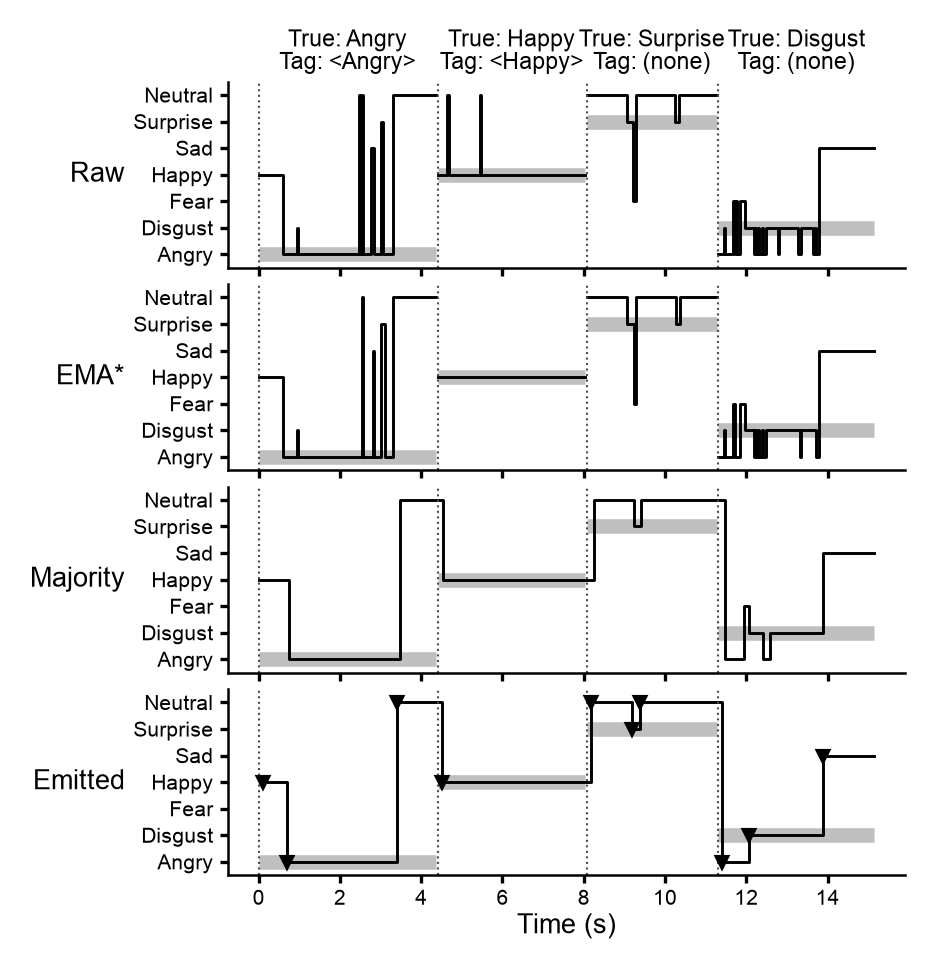 True: Angry True: Happy True: Surprise True: Disgust
Tag: <Angry> Tag: <Happy> Tag: (none) Tag: (none)
Raw
Neutral
Surprise
Sad
Happy
Fear
Disgust
Angry
EMA*
Neutral
Surprise
Sad
Happy
Fear
Disgust
Angry
Majority
Neutral
Surprise
Sad
Happy
Fear
Disgust
Angry
Emitted
Neutral
Surprise
Sad
Happy
Fear
Disgust
Angry
0 2 4 6 8 10 12 14
Time (s)